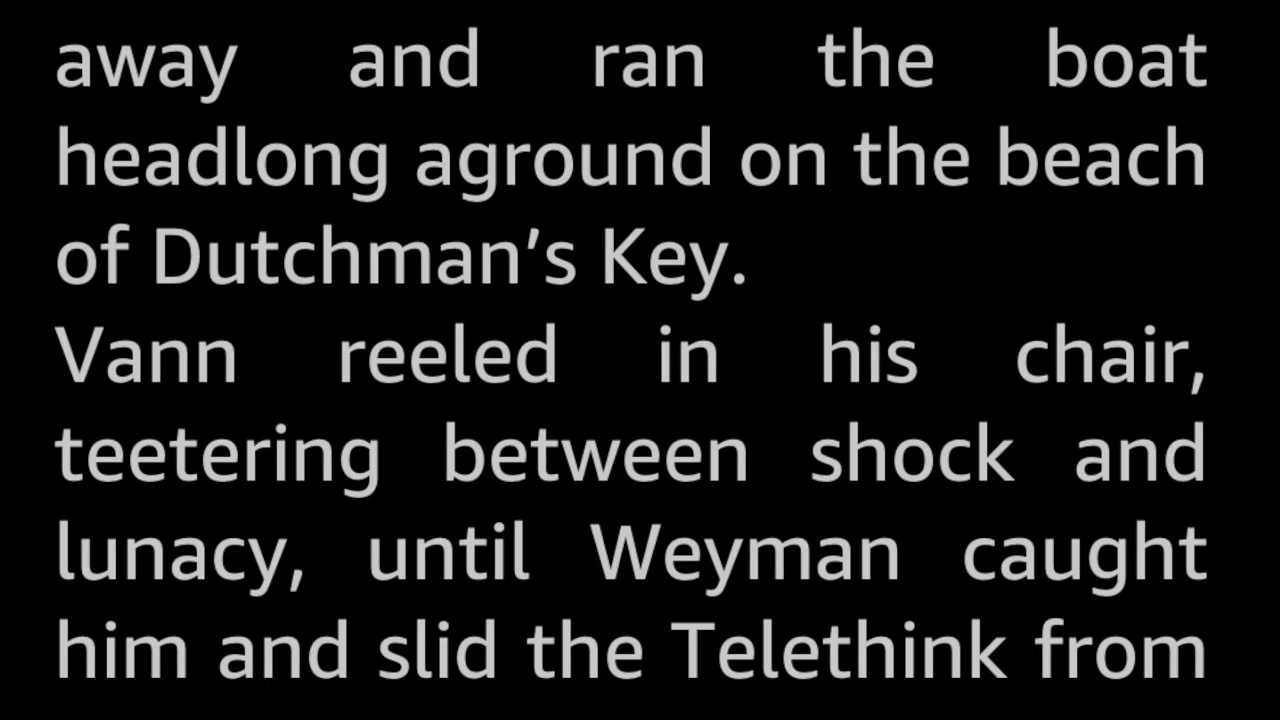 away and ran the boat
headlong aground on the beach
of Dutchman’s Key.
Vann reeled in his chair,
teetering between shock and
lunacy, until Weyman caught
him and slid the Telethink from